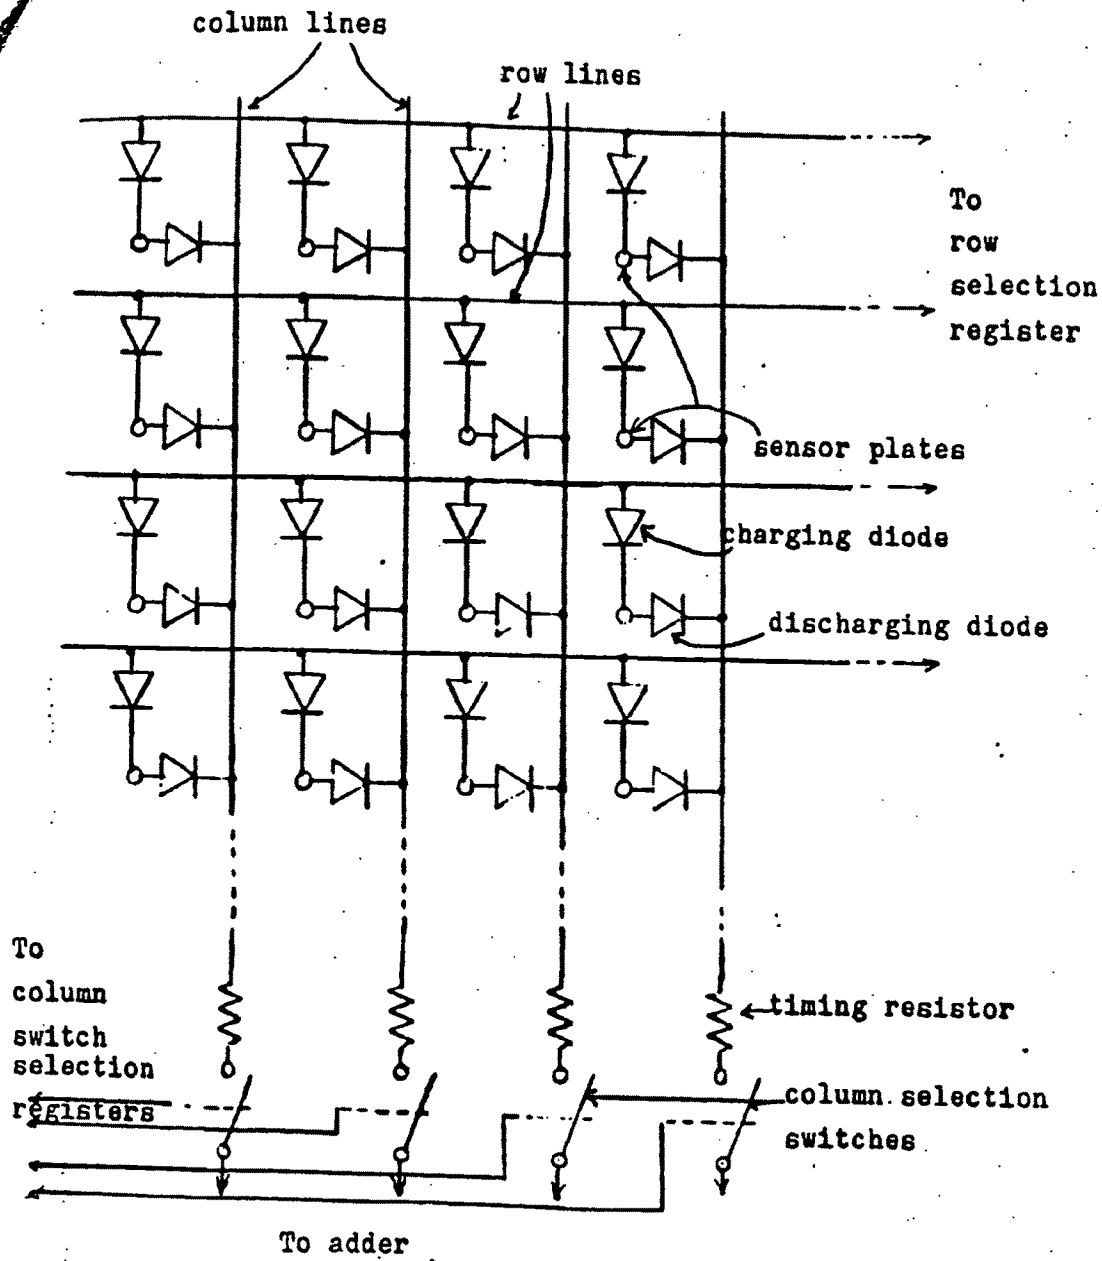 column lines
row lines
To
row
selection
register
sensor plates
charging diode
discharging diode
To
column
switch
selection
registers
timing resistor
column selection
switches
To adder